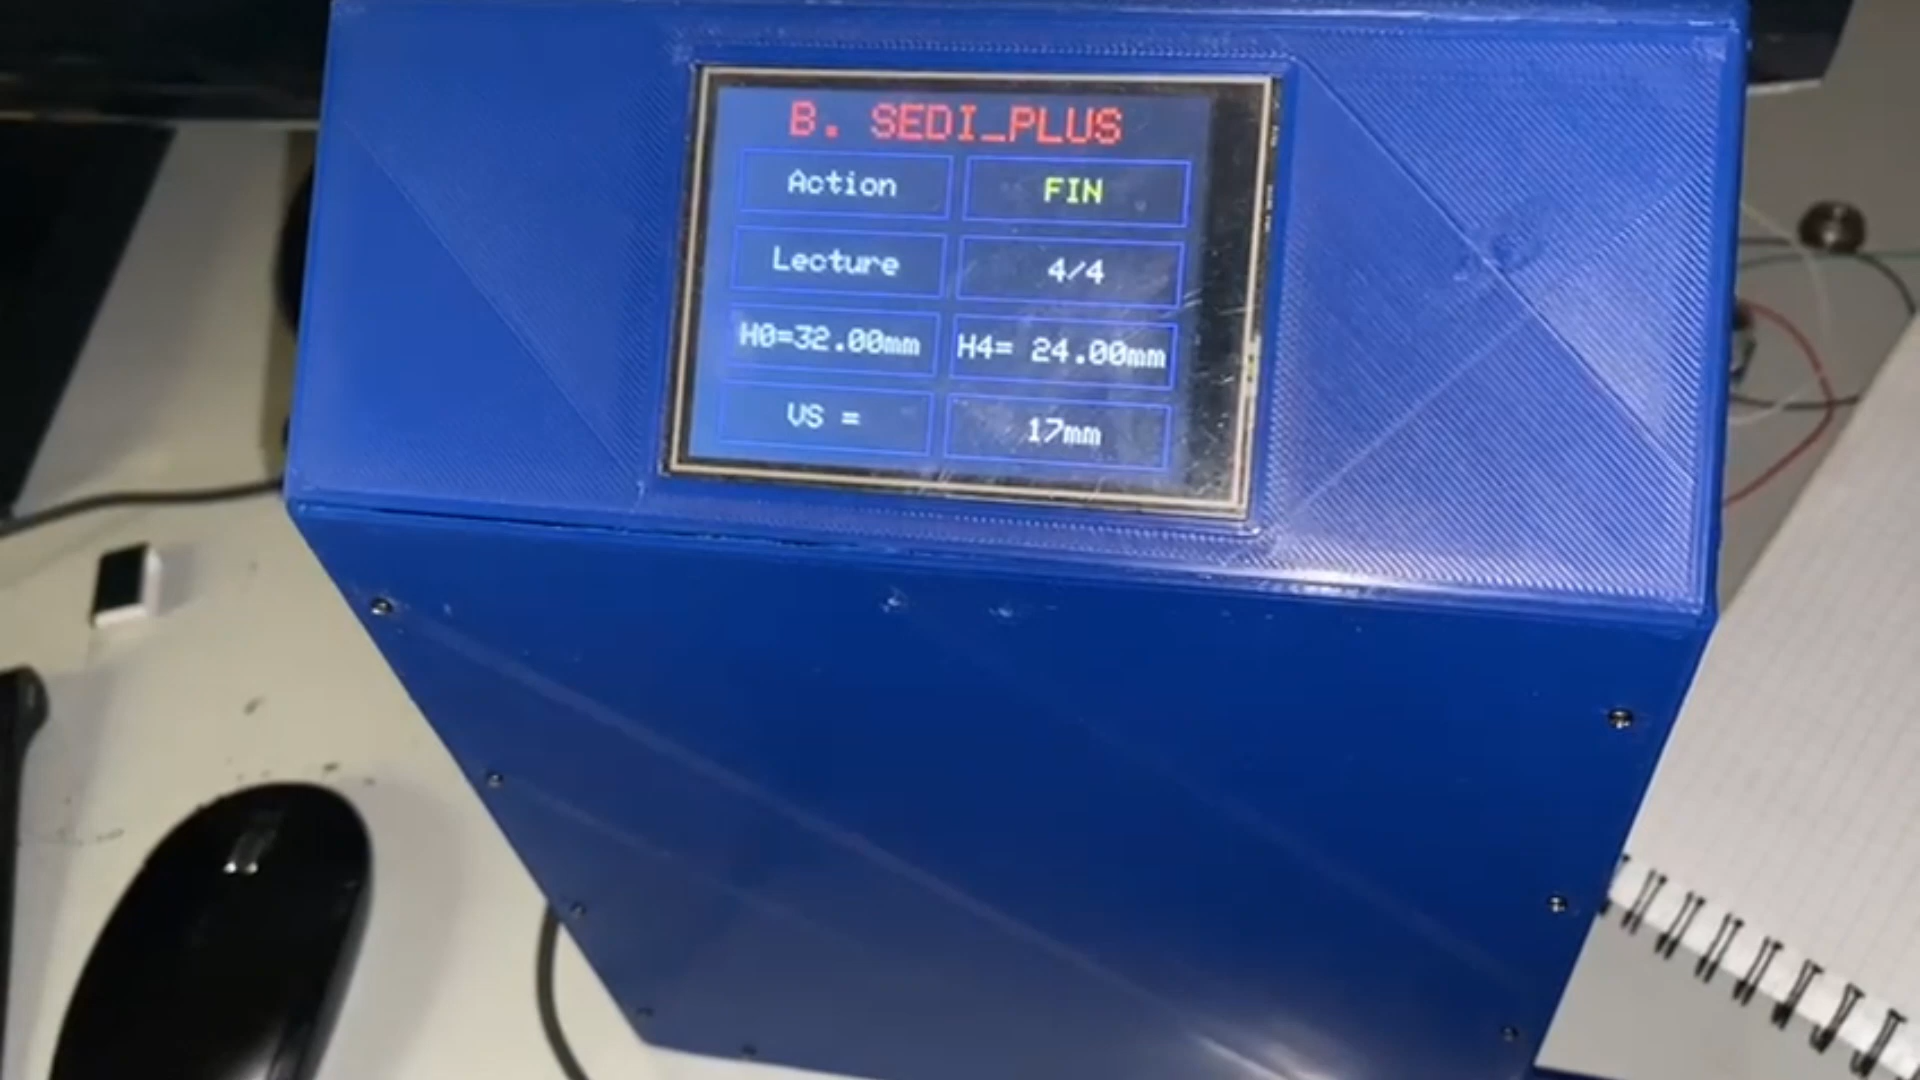 B. SEDI_PLUS
Action FIN
Lecture 4/4
H0=32.00mm H4= 24.00mm
VS = 17mm